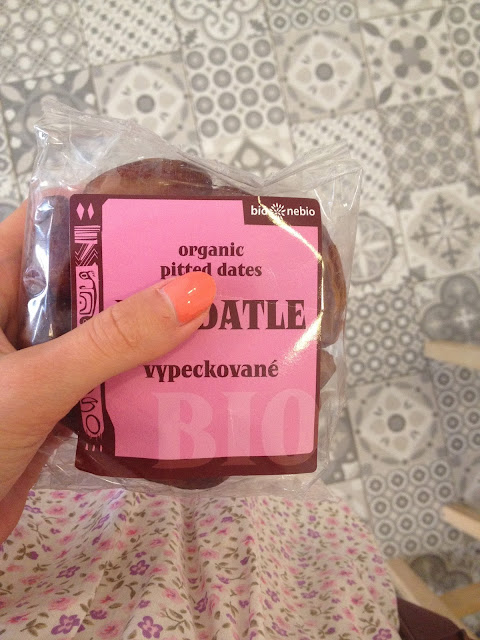 bio nebio
organic
pitted dates
DATLE
vypeckované
BIO